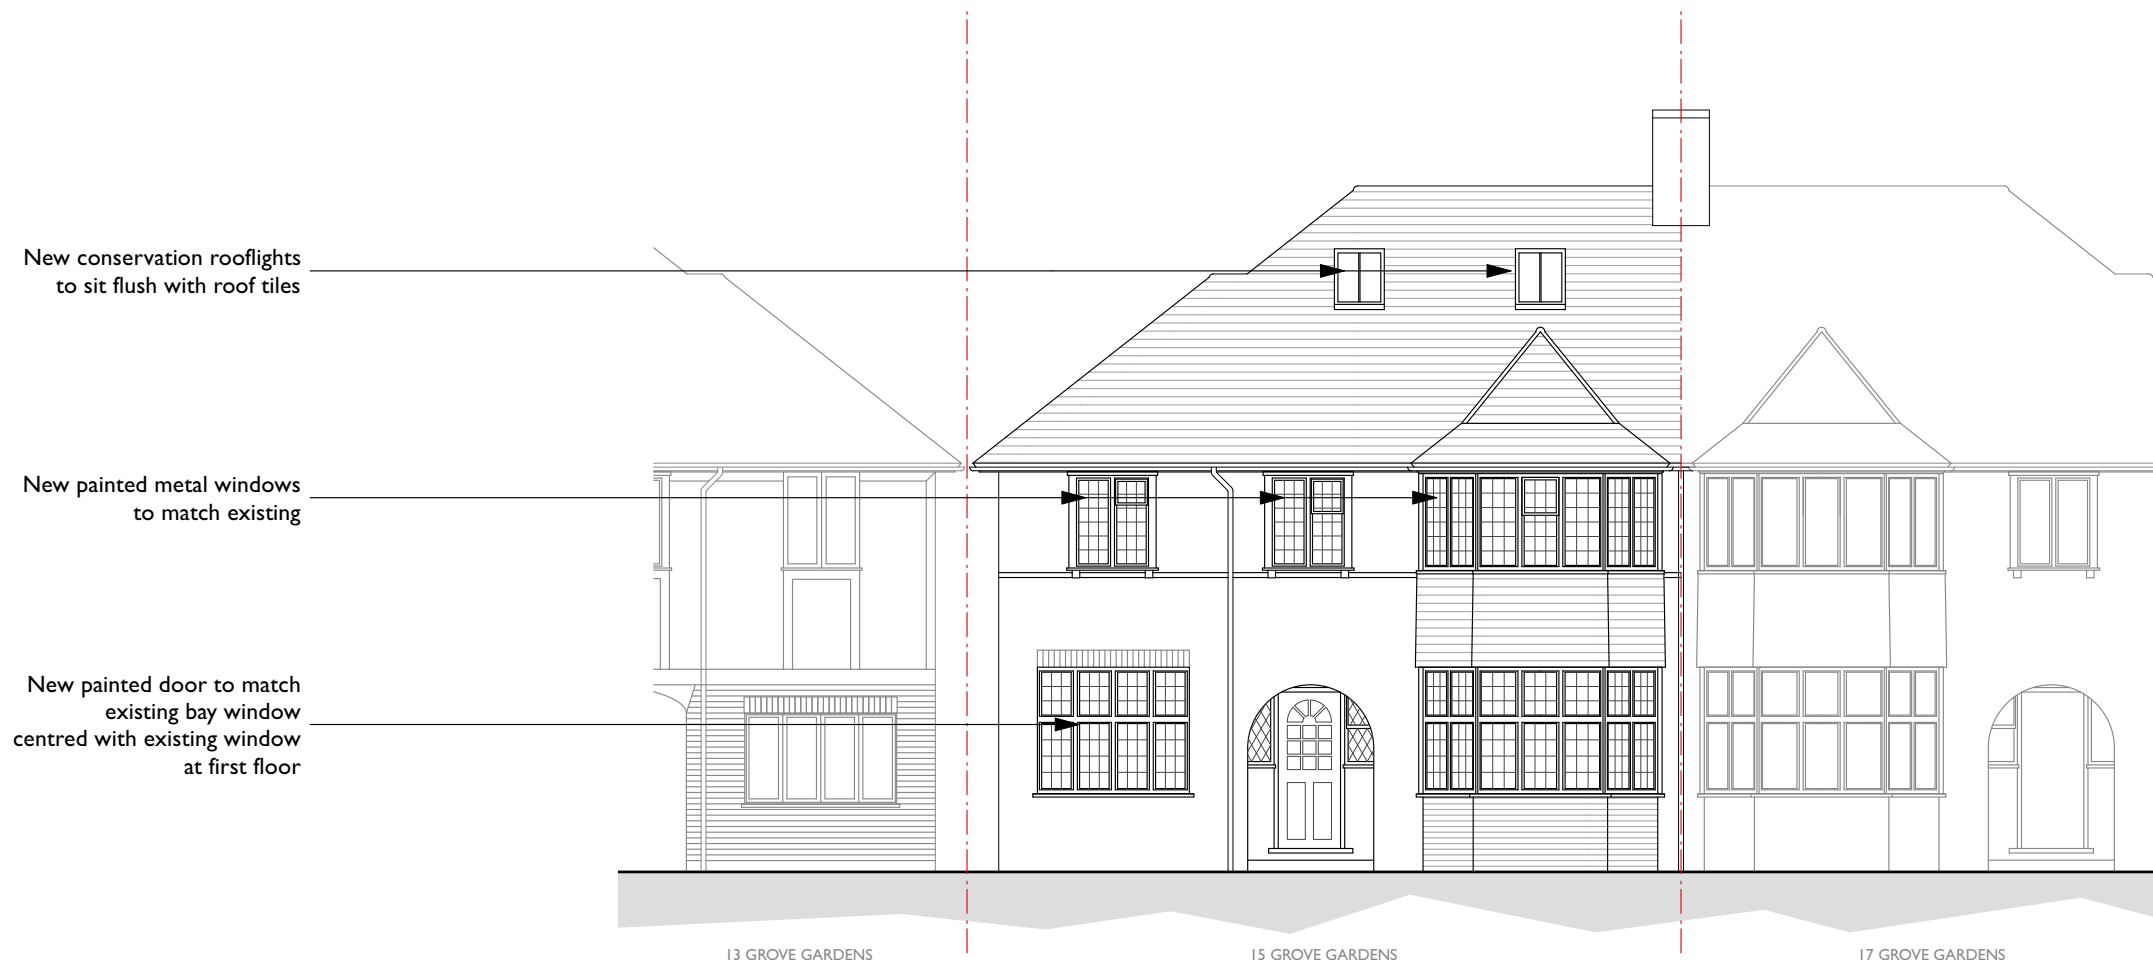 New conservation rooflights
to sit flush with roof tiles
New painted metal windows
to match existing
New painted door to match
existing bay window
centred with existing window
at first floor
13 GROVE GARDENS
15 GROVE GARDENS
17 GROVE GARDENS